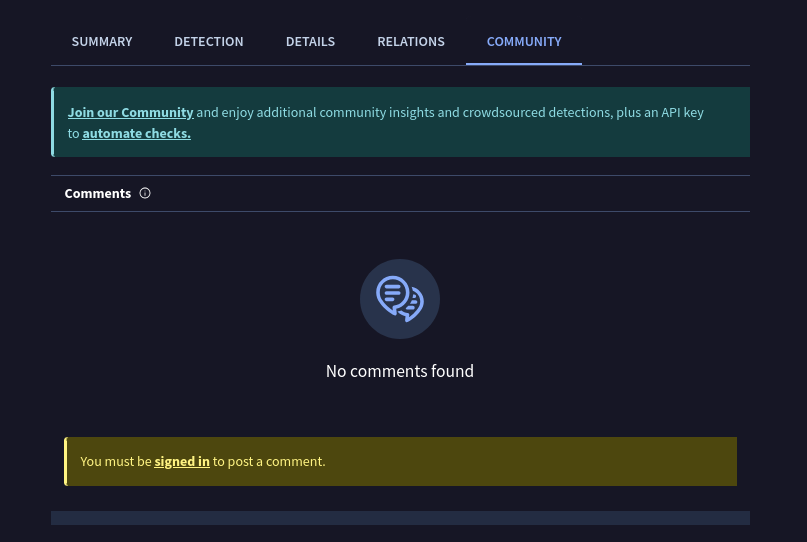 SUMMARY DETECTION DETAILS RELATIONS COMMUNITY
Join our Community and enjoy additional community insights and crowdsourced detections, plus an API key
to automate checks.
Comments
No comments found
You must be signed in to post a comment.